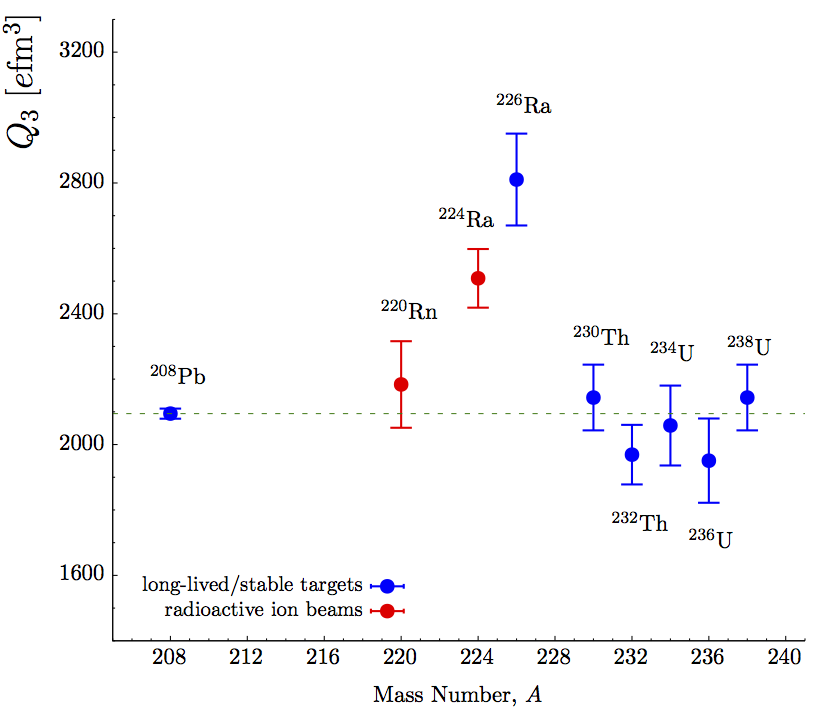 Q₃ [efm³]
3200
2800
2400
2000
1600
²²⁶Ra
²²⁴Ra
²²⁰Rn
²³⁰Th
²³⁴U
²³⁸U
²⁰⁸Pb
²³²Th
²³⁶U
long-lived/stable targets
radioactive ion beams
208 212 216 220 224 228 232 236 240
Mass Number, A